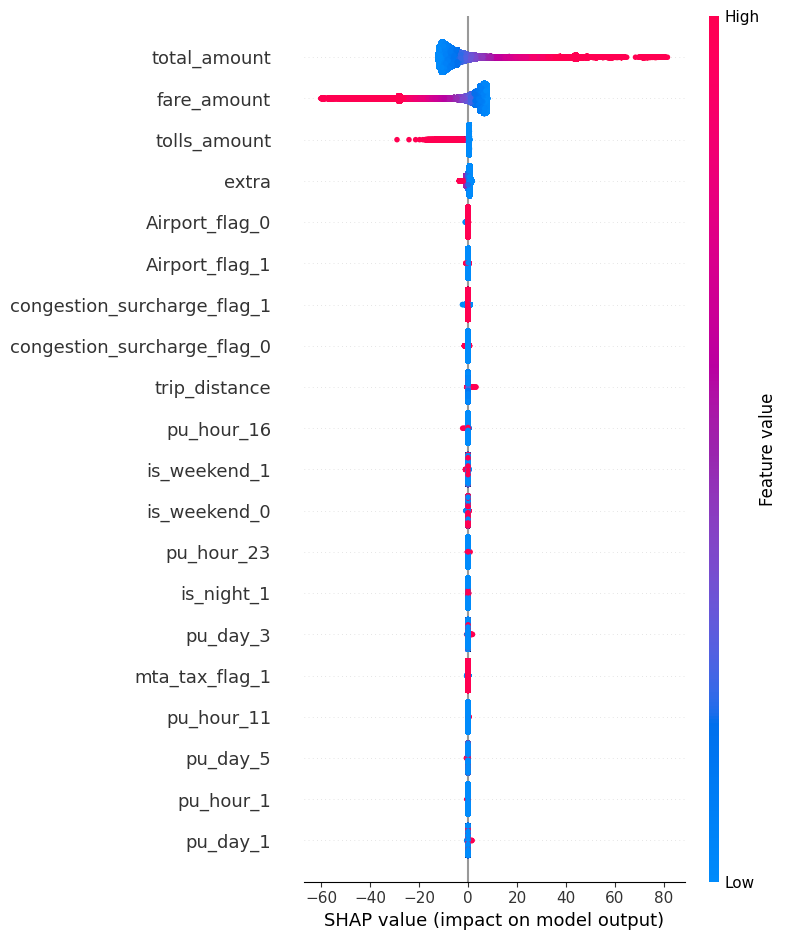 High
total_amount
fare_amount
tolls_amount
extra
Airport_flag_0
Airport_flag_1
congestion_surcharge_flag_1
congestion_surcharge_flag_0
trip_distance
pu_hour_16
is_weekend_1
is_weekend_0
pu_hour_23
is_night_1
pu_day_3
mta_tax_flag_1
pu_hour_11
pu_day_5
pu_hour_1
pu_day_1
Feature value
Low
−60 −40 −20 0 20 40 60 80
SHAP value (impact on model output)